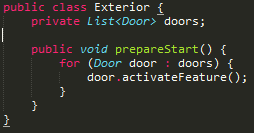 public class Exterior {
    private List<Door> doors;

    public void prepareStart() {
        for (Door door : doors) {
            door.activateFeature();
        }
    }
}